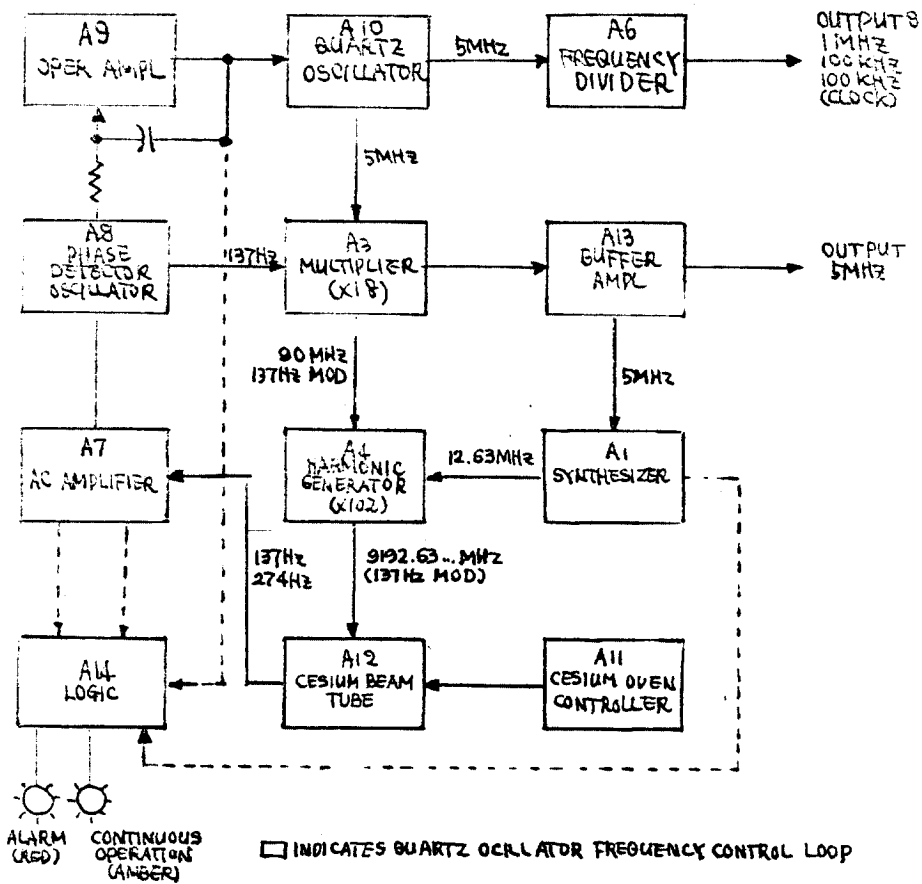 A9
OPER AMPL
A10
QUARTZ
OSCILLATOR
5MHZ
A6
FREQUENCY
DIVIDER
OUTPUTS
1 MHZ
100 KHZ
100 KHZ
(CLOCK)
5MHZ
A8
PHASE
DETECTOR
OSCILLATOR
137HZ
A3
MULTIPLIER
(X18)
A13
BUFFER
AMPL
OUTPUT
5MHZ
90 MHZ
137HZ MOD
5MHZ
A7
AC AMPLIFIER
A4
HARMONIC
GENERATOR
(X102)
12.63MHZ
A1
SYNTHESIZER
137HZ
274HZ
9192.63... MHZ
(137HZ MOD)
A14
LOGIC
A12
CESIUM BEAM
TUBE
A11
CESIUM OVEN
CONTROLLER
ALARM
(RED)
CONTINUOUS
OPERATION
(AMBER)
INDICATES QUARTZ OCRLLATOR FREQUENCY CONTROL LOOP